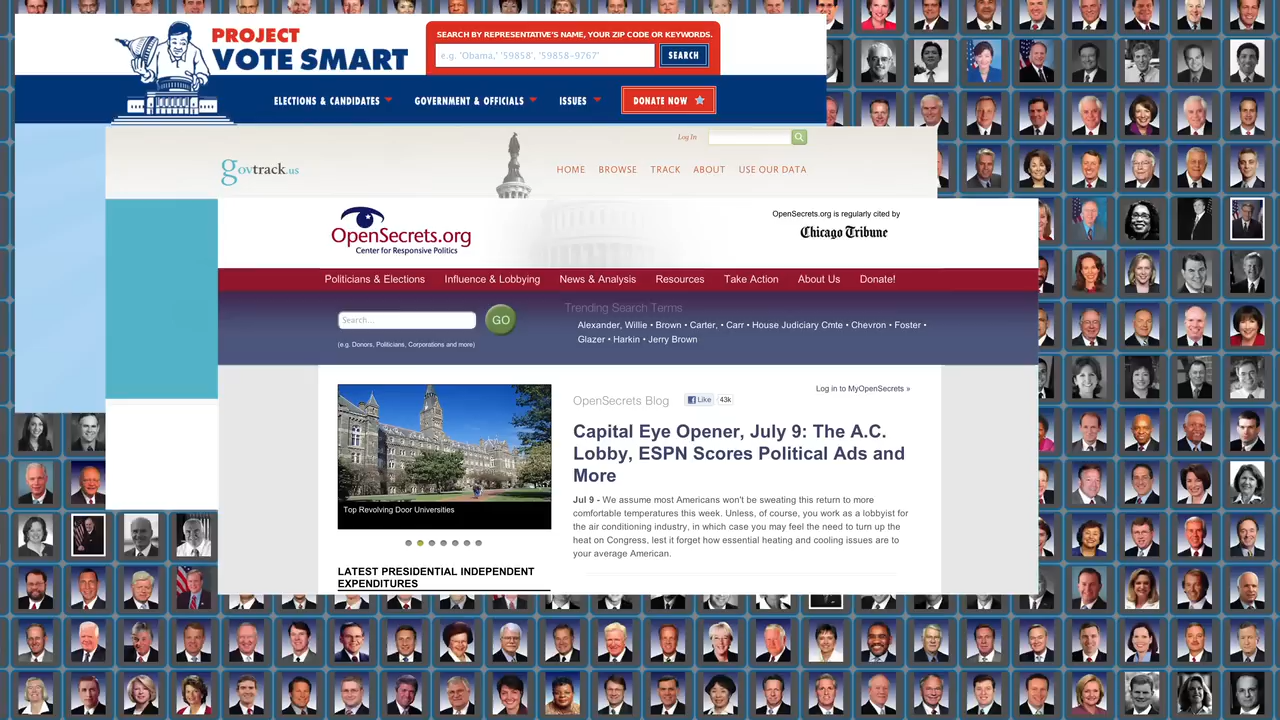 PROJECT
VOTE SMART
SEARCH BY REPRESENTATIVE'S NAME, YOUR ZIP CODE OR KEYWORDS.
e.g. 'Obama,' '59858', '59858-9767'
SEARCH
ELECTIONS & CANDIDATES
GOVERNMENT & OFFICIALS
ISSUES
DONATE NOW
Log In
govtrack.us
HOME BROWSE TRACK ABOUT USE OUR DATA
OpenSecrets.org
Center for Responsive Politics
OpenSecrets.org is regularly cited by
Chicago Tribune
Politicians & Elections Influence & Lobbying News & Analysis Resources Take Action About Us Donate!
Search...
GO
(e.g. Donors, Politicians, Corporations and more)
Trending Search Terms
Alexander, Willie • Brown • Carter, • Carr • House Judiciary Cmte • Chevron • Foster •
Glazer • Harkin • Jerry Brown
Log in to MyOpenSecrets »
Top Revolving Door Universities
LATEST PRESIDENTIAL INDEPENDENT
EXPENDITURES
OpenSecrets Blog
Like 43k
Capital Eye Opener, July 9: The A.C.
Lobby, ESPN Scores Political Ads and
More
Jul 9 - We assume most Americans won't be sweating this return to more
comfortable temperatures this week. Unless, of course, you work as a lobbyist for
the air conditioning industry, in which case you may feel the need to turn up the
heat on Congress, lest it forget how essential heating and cooling issues are to
your average American.